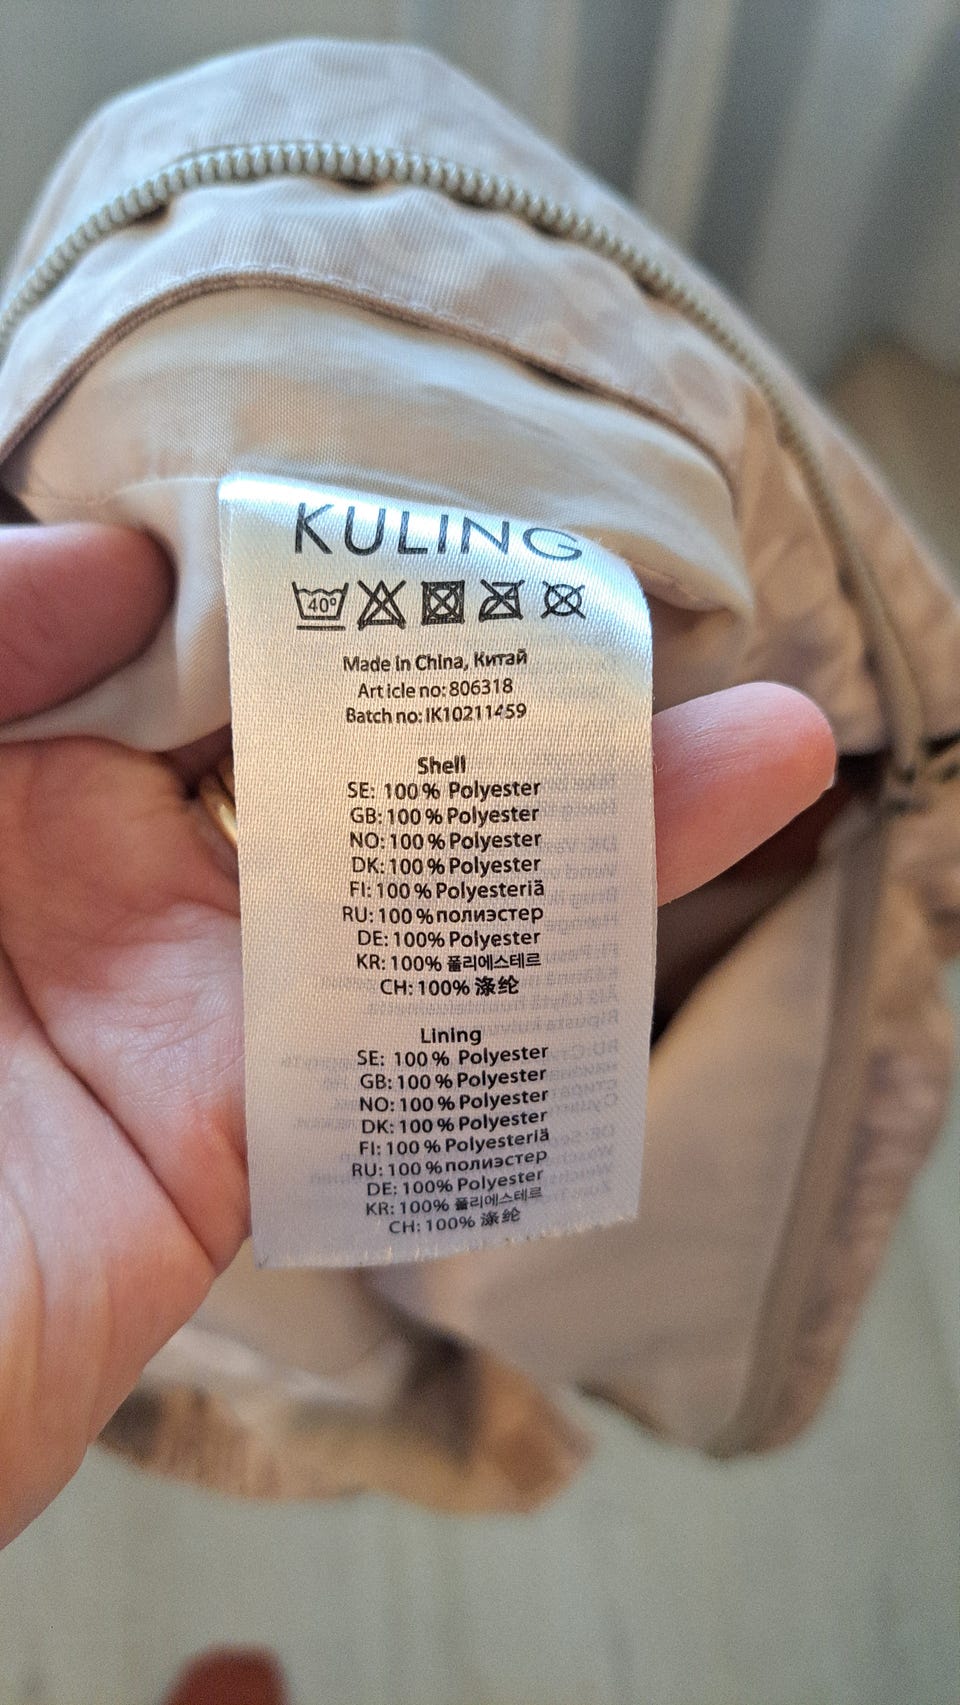 KULING
40°
Made in China, Китай
Article no: 806318
Batch no: IK10211459
Shell
SE: 100 % Polyester
GB: 100 % Polyester
NO: 100 % Polyester
DK: 100 % Polyester
FI: 100 % Polyesteriä
RU: 100 % полиэстер
DE: 100% Polyester
KR: 100% 폴리에스테르
CH: 100% 涤纶
Lining
SE: 100 % Polyester
GB: 100 % Polyester
NO: 100 % Polyester
DK: 100 % Polyester
FI: 100 % Polyesteriä
RU: 100 % полиэстер
DE: 100% Polyester
KR: 100% 폴리에스테르
CH: 100% 涤纶